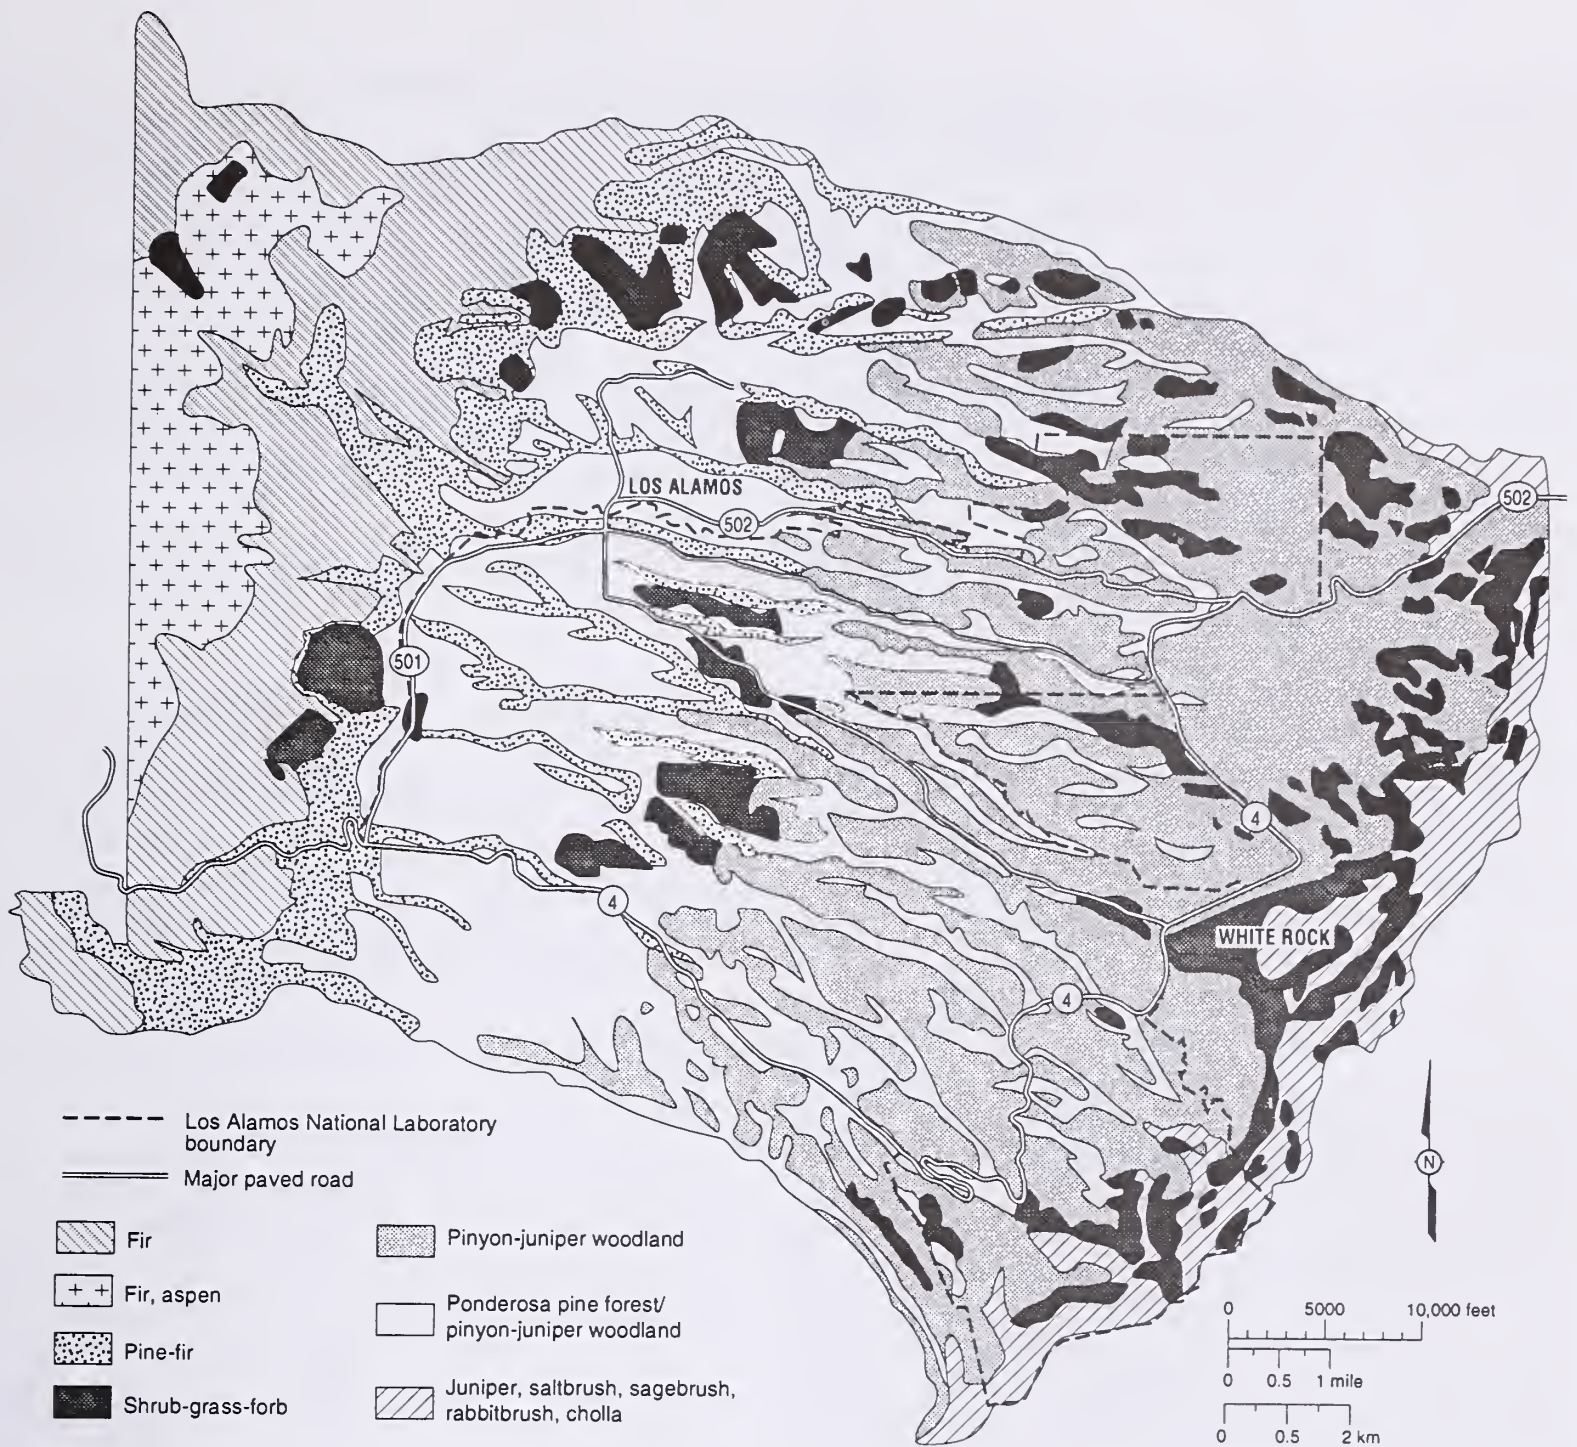 LOS ALAMOS
502
502
501
4
4
WHITE ROCK
4
N
Los Alamos National Laboratory
boundary
Major paved road
Fir
Fir, aspen
Pine-fir
Shrub-grass-forb
Pinyon-juniper woodland
Ponderosa pine forest/
pinyon-juniper woodland
Juniper, saltbrush, sagebrush,
rabbitbrush, cholla
0 5000 10,000 feet
0 0.5 1 mile
0 0.5 2 km